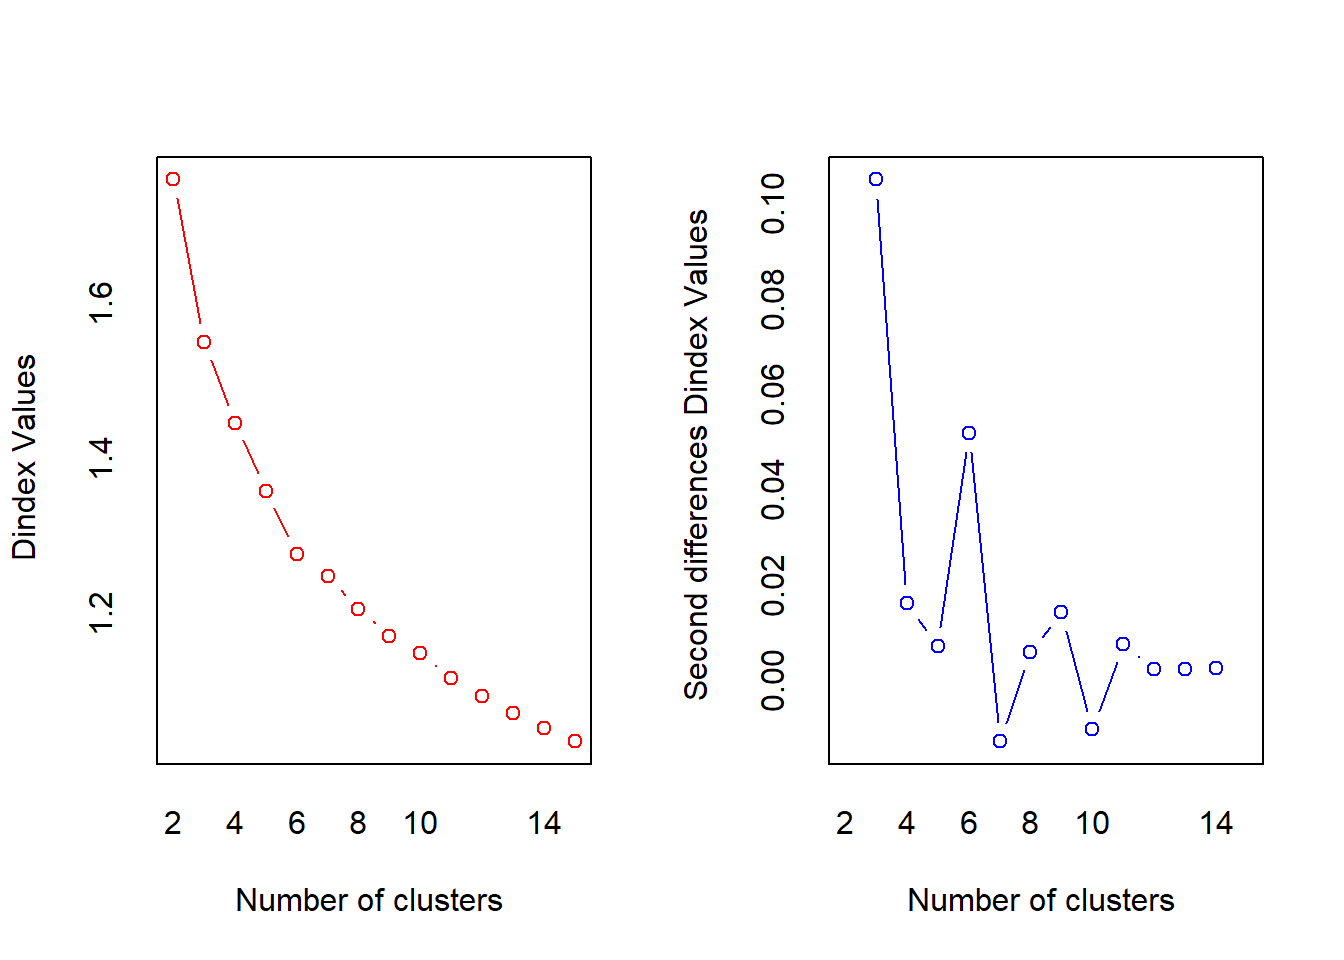 Dindex Values
1.6
1.4
1.2
2 4 6 8 10 14
Number of clusters
Second differences Dindex Values
0.10
0.08
0.06
0.04
0.02
0.00
2 4 6 8 10 14
Number of clusters